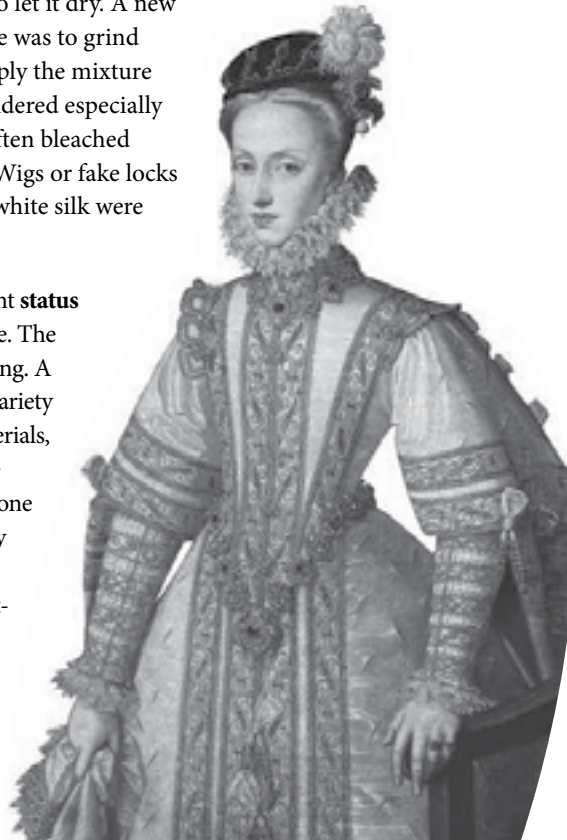 o let it dry. A new
e was to grind
ply the mixture
dered especially
ften bleached
Wigs or fake locks
white silk were
nt status
e. The
ng. A
ariety
erials,
one
y
-